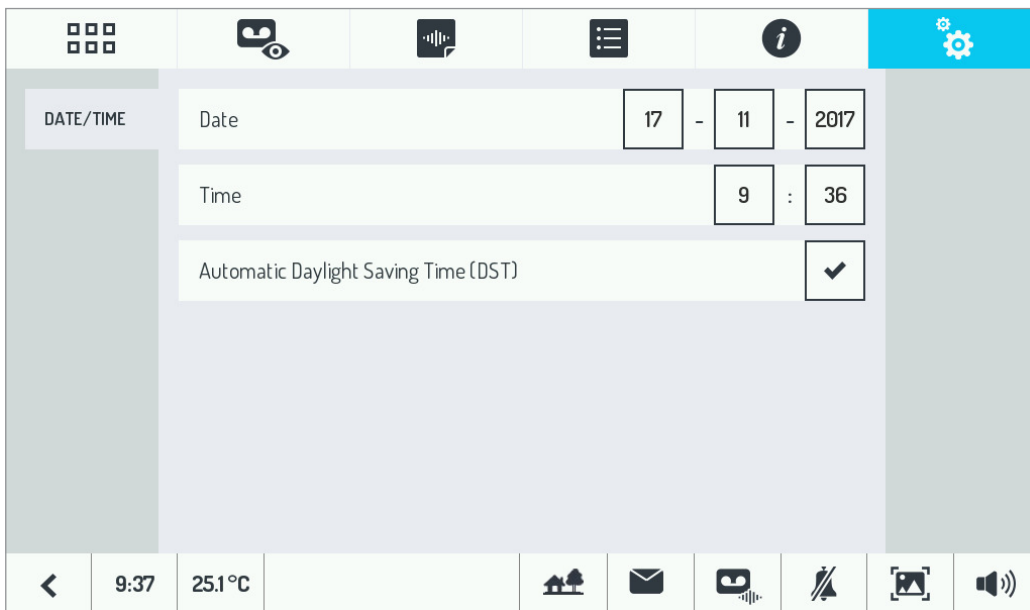 DATE/TIME
Date 17 - 11 - 2017
Time 9 : 36
Automatic Daylight Saving Time (DST)
9:37 25.1°C